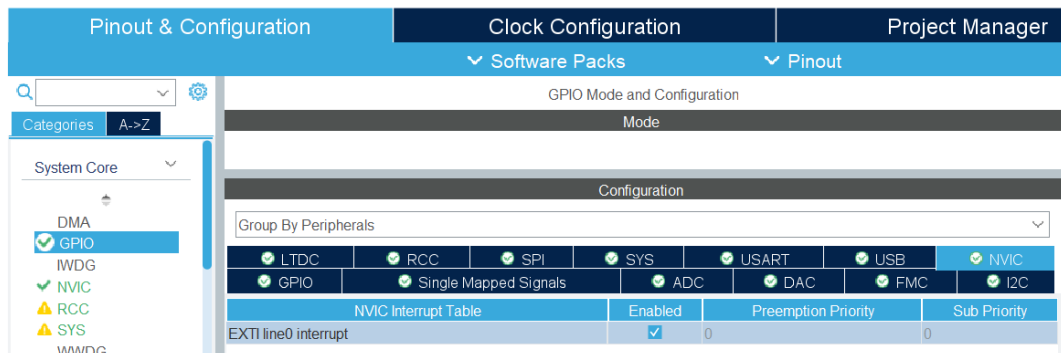 Pinout & Configuration Clock Configuration Project Manager
Software Packs Pinout
GPIO Mode and Configuration
Categories A->Z
Mode
System Core
Configuration
DMA
Group By Peripherals
GPIO
LTDC RCC SPI SYS USART USB NVIC
IWDG
GPIO Single Mapped Signals ADC DAC FMC I2C
NVIC
RCC
NVIC Interrupt Table Enabled Preemption Priority Sub Priority
SYS
EXTI line0 interrupt 0 0
WWDG